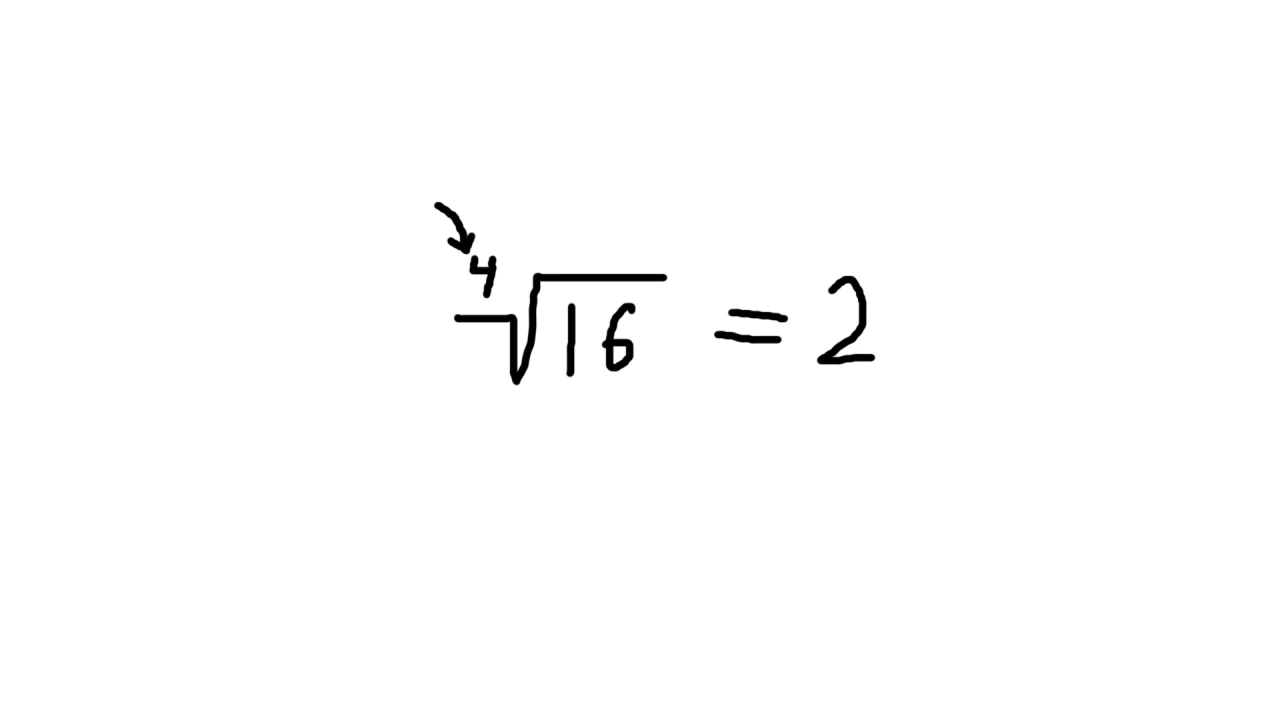 ⁴√16 = 2